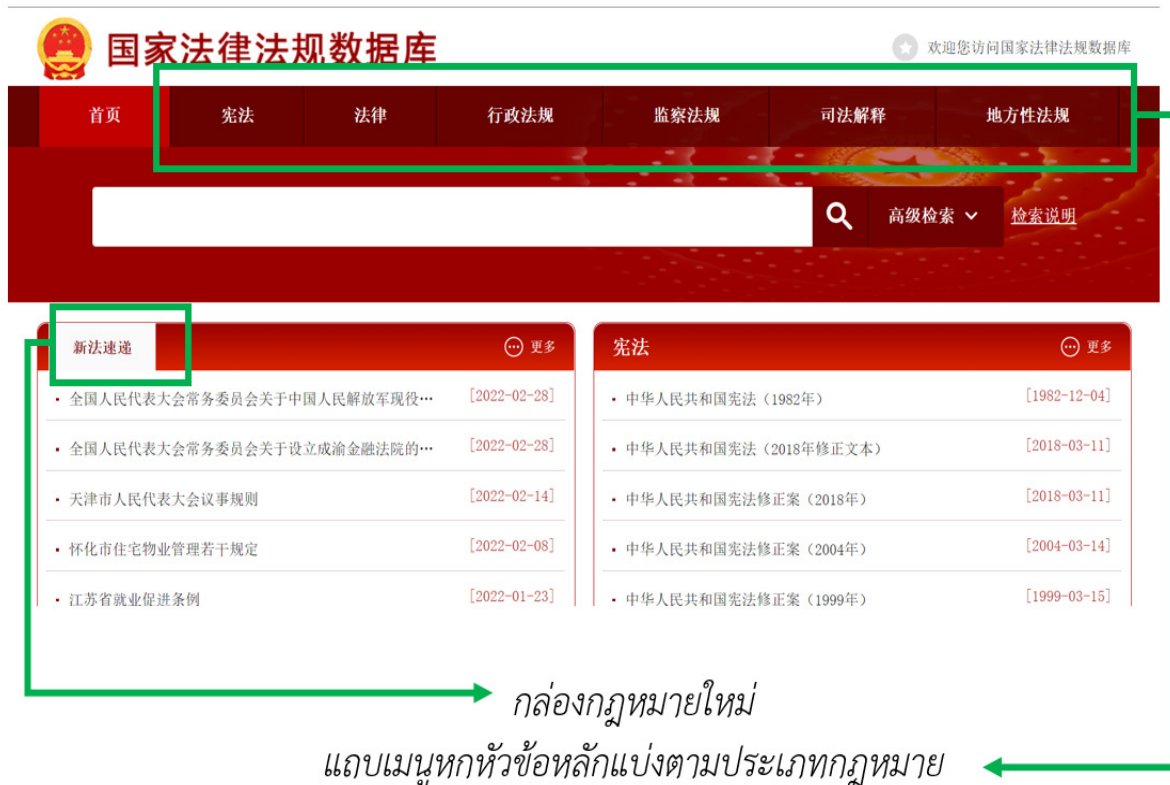 国家法律法规数据库
欢迎您访问国家法律法规数据库
首页 宪法 法律 行政法规 监察法规 司法解释 地方性法规
高级检索 检索说明
新法速递 更多
全国人民代表大会常务委员会关于中国人民解放军现役… [2022-02-28]
全国人民代表大会常务委员会关于设立成渝金融法院的… [2022-02-28]
天津市人民代表大会议事规则 [2022-02-14]
怀化市住宅物业管理若干规定 [2022-02-08]
江苏省就业促进条例 [2022-01-23]
宪法 更多
中华人民共和国宪法（1982年） [1982-12-04]
中华人民共和国宪法（2018年修正文本） [2018-03-11]
中华人民共和国宪法修正案（2018年） [2018-03-11]
中华人民共和国宪法修正案（2004年） [2004-03-14]
中华人民共和国宪法修正案（1999年） [1999-03-15]
กล่องกฎหมายใหม่
แถบเมนูหกหัวข้อหลักแบ่งตามประเภทกฎหมาย